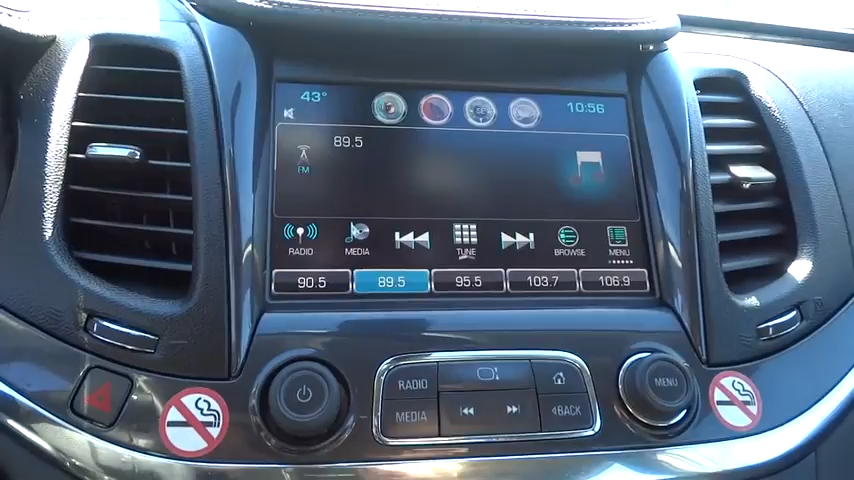 43° 10:56
89.5
FM
RADIO MEDIA TUNE BROWSE MENU
90.5 89.5 95.5 103.7 106.9
RADIO
MENU
MEDIA BACK